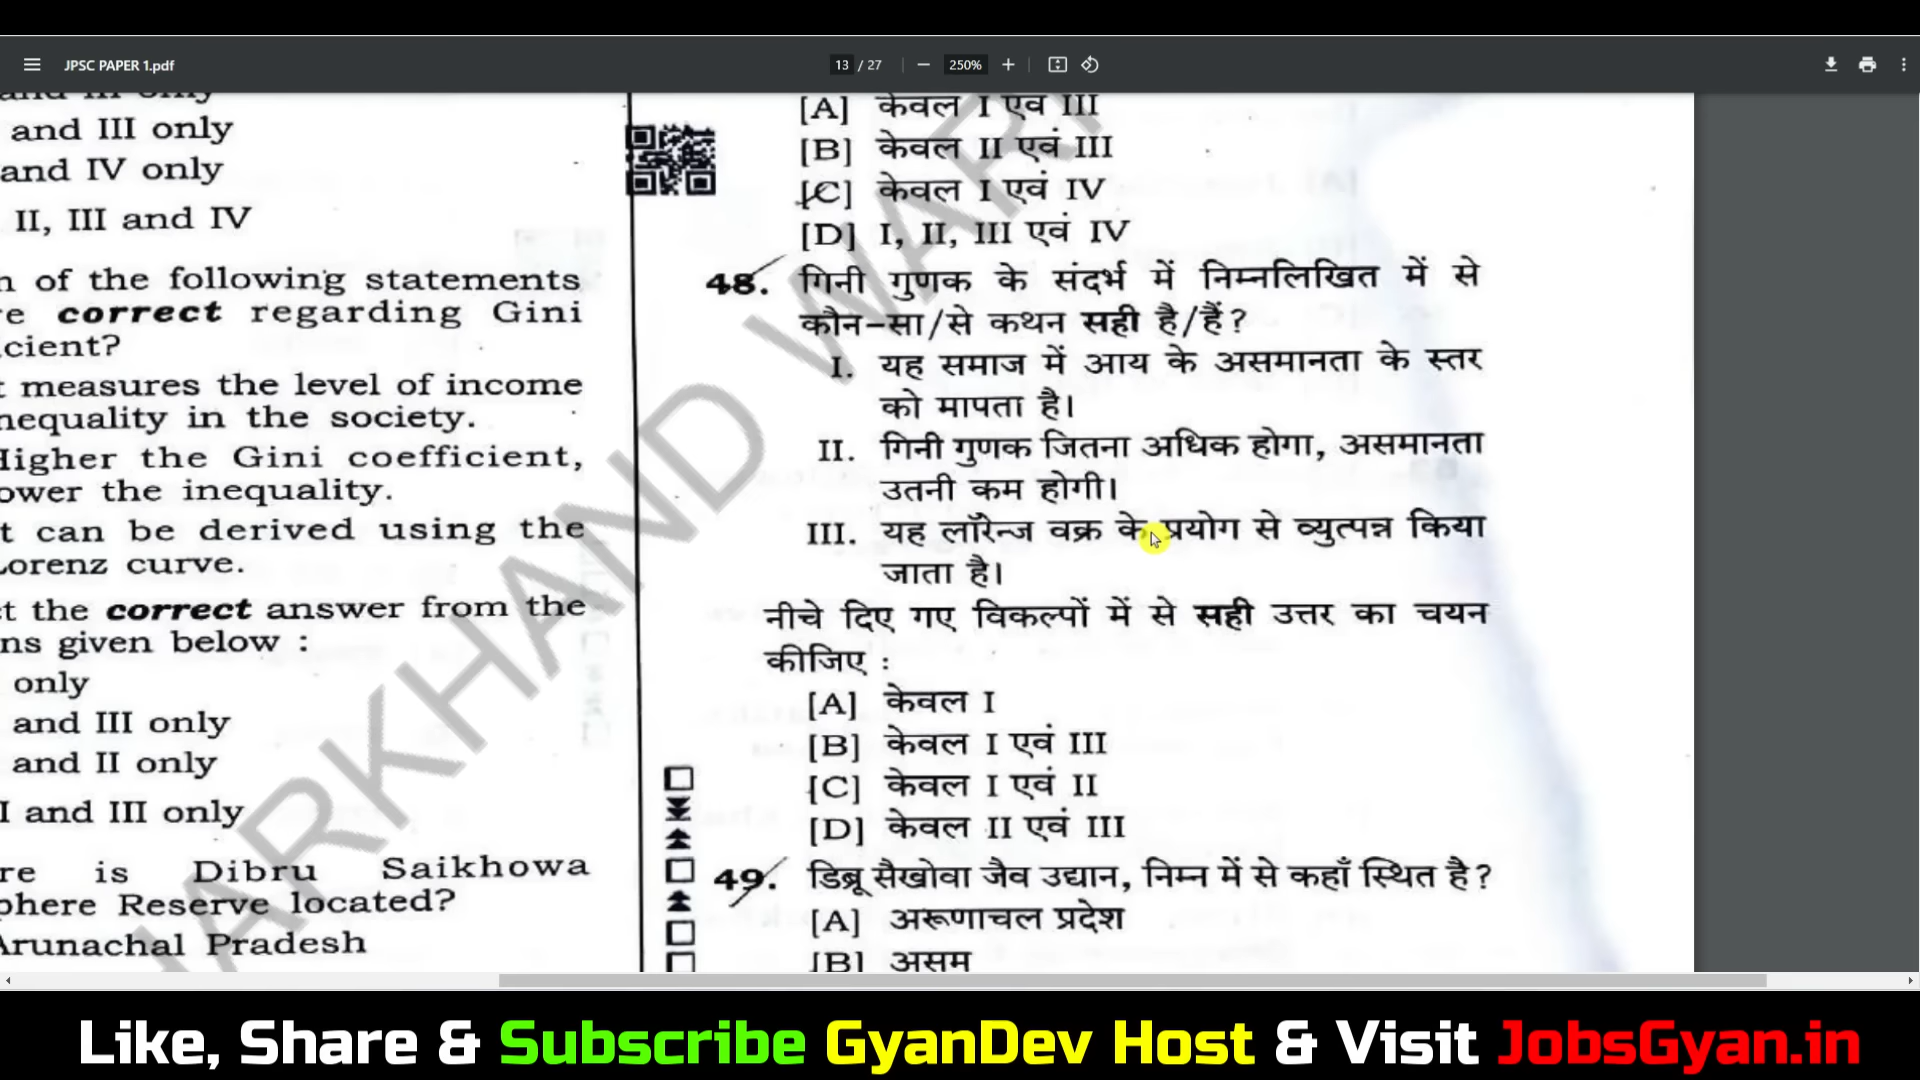 JPSC PAPER 1.pdf
13 / 27
250%
and III only
and III only
and IV only
II, III and IV
of the following statements
correct regarding Gini
cient?
measures the level of income
nequality in the society.
Higher the Gini coefficient,
ower the inequality.
t can be derived using the
Lorenz curve.
ct the correct answer from the
ns given below :
only
and III only
and II only
I and III only
re is Dibru Saikhowa
phere Reserve located?
Arunachal Pradesh
[A] केवल I एवं III
[B] केवल II एवं III
[C] केवल I एवं IV
[D] I, II, III एवं IV
48. गिनी गुणक के संदर्भ में निम्नलिखित में से
कौन-सा/से कथन सही है/हैं?
I. यह समाज में आय के असमानता के स्तर
को मापता है।
II. गिनी गुणक जितना अधिक होगा, असमानता
उतनी कम होगी।
III. यह लॉरेन्ज वक्र के प्रयोग से व्युत्पन्न किया
जाता है।
नीचे दिए गए विकल्पों में से सही उत्तर का चयन
कीजिए :
[A] केवल I
[B] केवल I एवं III
[C] केवल I एवं II
[D] केवल II एवं III
49. डिब्रू सैखोवा जैव उद्यान, निम्न में से कहाँ स्थित है?
[A] अरूणाचल प्रदेश
[B] असम
JHARKHAND WAR
Like, Share & Subscribe GyanDev Host & Visit JobsGyan.in